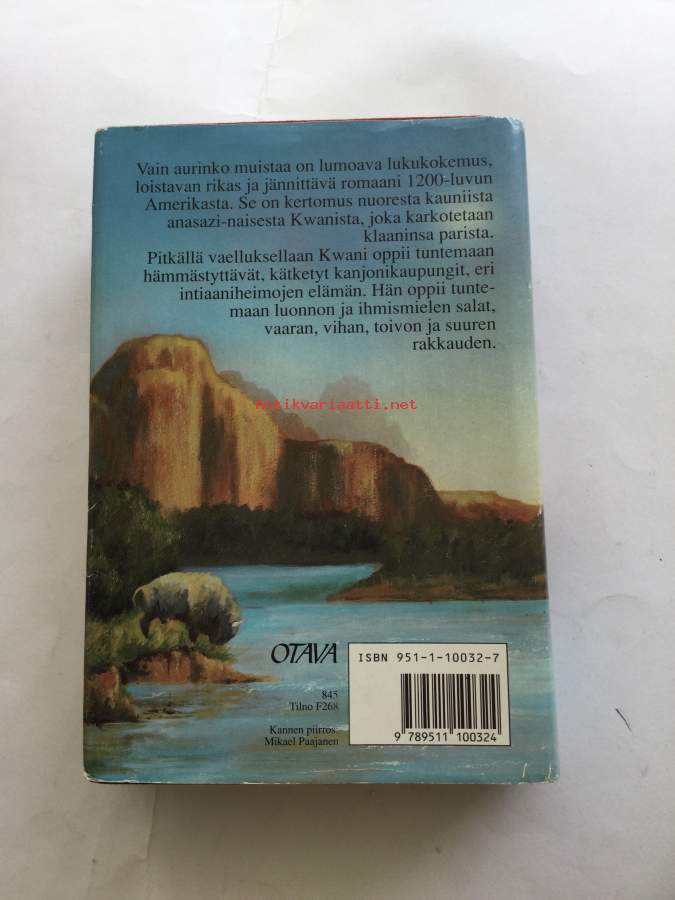 Vain aurinko muistaa on lumoava lukukokemus,
loistavan rikas ja jännittävä romaani 1200-luvun
Amerikasta. Se on kertomus nuoresta kauniista
anasazi-naisesta Kwanista, joka karkotetaan
klaaninsa parista.
Pitkällä vaelluksellaan Kwani oppii tuntemaan
hämmästyttävät, kätketyt kanjonikaupungit, eri
intiaaniheimojen elämän. Hän oppii tunte-
maan luonnon ja ihmismielen salat,
vaaran, vihan, toivon ja suuren
rakkauden.
antikvariaatti.net
OTAVA
845
Tilno F268
Kannen piirros:
Mikael Paajanen
ISBN 951-1-10032-7
9 789511 100324